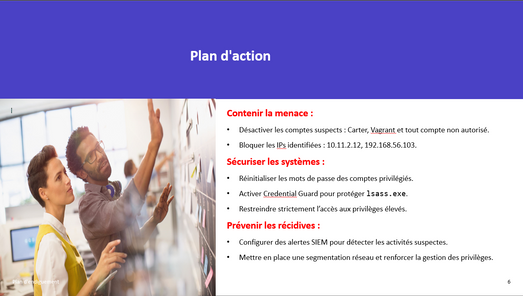 Plan d'action
Contenir la menace :
• Désactiver les comptes suspects : Carter, Vagrant et tout compte non autorisé.
• Bloquer les IPs identifiées : 10.11.2.12, 192.168.56.103.
Sécuriser les systèmes :
• Réinitialiser les mots de passe des comptes privilégiés.
• Activer Credential Guard pour protéger lsass.exe.
• Restreindre strictement l'accès aux privilèges élevés.
Prévenir les récidives :
• Configurer des alertes SIEM pour détecter les activités suspectes.
• Mettre en place une segmentation réseau et renforcer la gestion des privilèges.
6